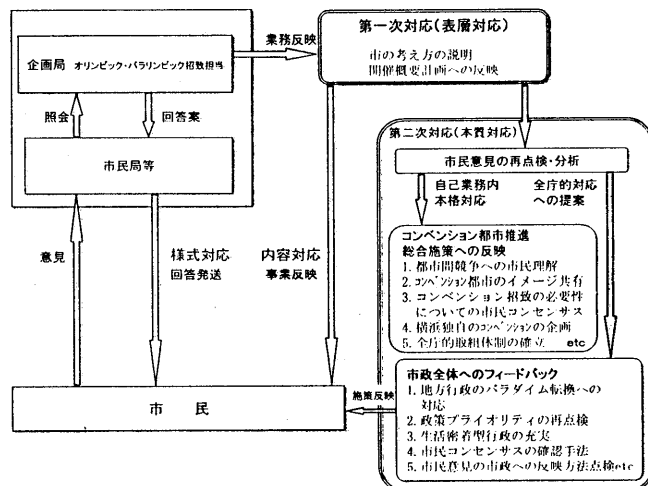 企画局 オリンピック・パラリンピック招致担当
業務反映
第一次対応(表層対応)
市の考え方の説明
開催概要計画への反映
照会
回答案
市民局等
第二次対応(本質対応)
市民意見の再点検・分析
自己業務内
本格対応
全庁的対応
への提案
意見
様式対応
回答発送
内容対応
事業反映
コンベンション都市推進
総合施策への反映
1. 都市間競争への市民理解
2. コンベンション都市のイメージ共有
3. コンベンション招致の必要性
についての市民コンセンサス
4. 横浜独自のコンベンションの企画
5. 全庁的取組体制の確立 etc
市民
施策反映
市政全体へのフィードバック
1. 地方行政のパラダイム転換への
対応
2. 政策プライオリティの再点検
3. 生活密着型行政の充実
4. 市民コンセンサスの確認手法
5. 市民意見の市政への反映方法点検etc